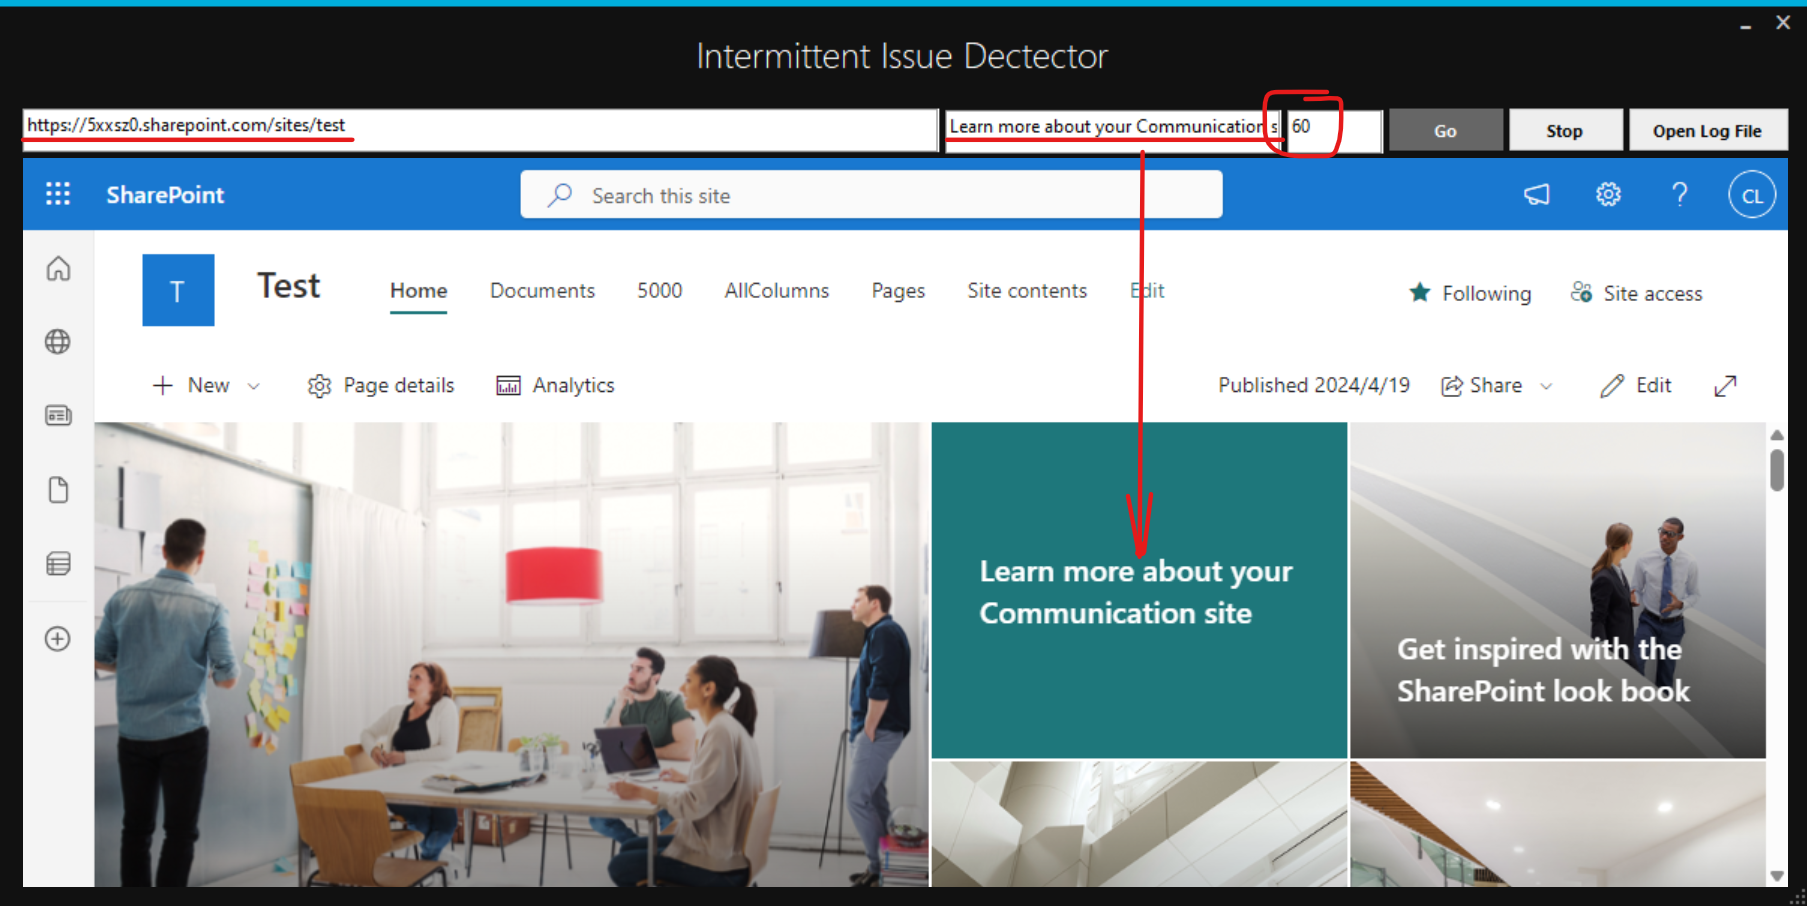 Intermittent Issue Dectector
https://5xxsz0.sharepoint.com/sites/test
Learn more about your Communication s
60
Go
Stop
Open Log File
SharePoint
Search this site
CL
T
Test
Home
Documents
5000
AllColumns
Pages
Site contents
Edit
Following
Site access
New
Page details
Analytics
Published 2024/4/19
Share
Edit
Learn more about your
Communication site
Get inspired with the
SharePoint look book